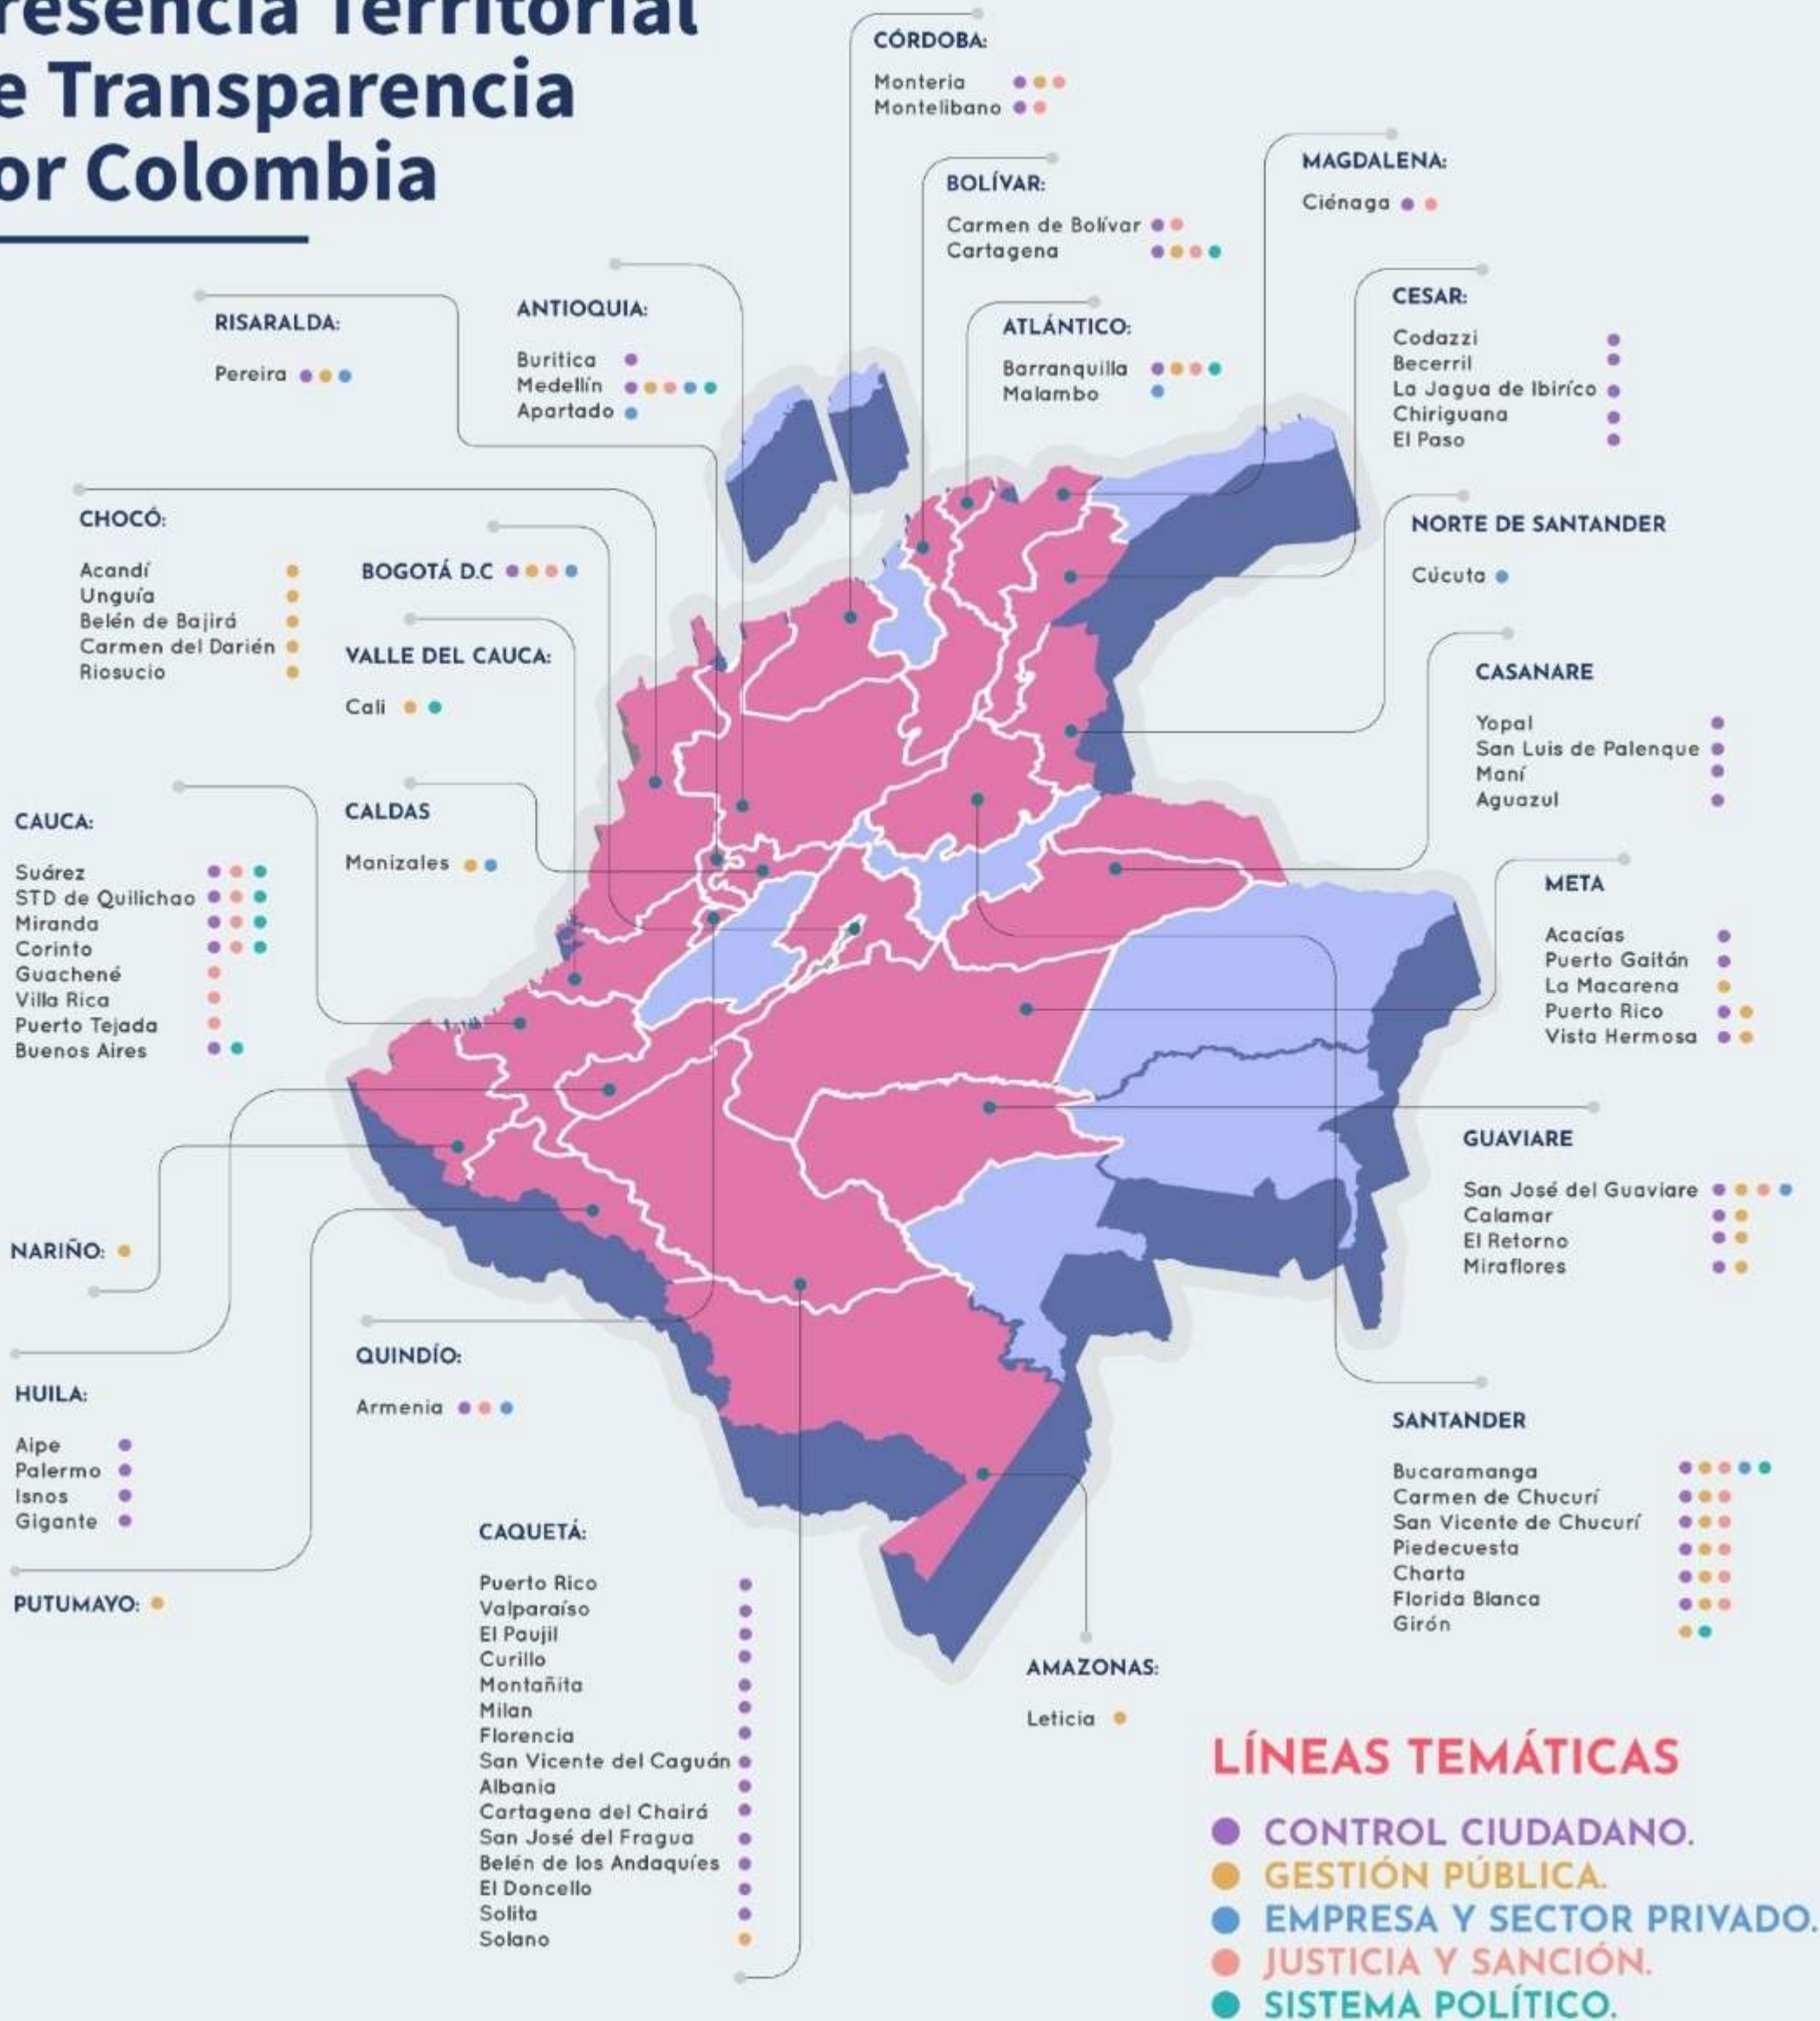 resencia Territorial
e Transparencia
or Colombia
CÓRDOBA:
Monteria
Montelibano
MAGDALENA:
Ciénaga
BOLÍVAR:
Carmen de Bolívar
Cartagena
CESAR:
Codazzi
Becerril
La Jagua de Ibiríco
Chiriguana
El Paso
ATLÁNTICO:
Barranquilla
Malambo
ANTIOQUIA:
Buritica
Medellín
Apartado
RISARALDA:
Pereira
CHOCÓ:
Acandí
Unguía
Belén de Bajirá
Carmen del Darién
Riosucio
BOGOTÁ D.C
VALLE DEL CAUCA:
Cali
NORTE DE SANTANDER
Cúcuta
CASANARE
Yopal
San Luis de Palenque
Maní
Aguazul
CAUCA:
Suárez
STD de Quilichao
Miranda
Corinto
Guachené
Villa Rica
Puerto Tejada
Buenos Aires
CALDAS
Manizales
META
Acacías
Puerto Gaitán
La Macarena
Puerto Rico
Vista Hermosa
GUAVIARE
San José del Guaviare
Calamar
El Retorno
Miraflores
NARIÑO:
HUILA:
Aipe
Palermo
Isnos
Gigante
QUINDÍO:
Armenia
PUTUMAYO:
CAQUETÁ:
Puerto Rico
Valparaíso
El Paujil
Curillo
Montañita
Milan
Florencia
San Vicente del Caguán
Albania
Cartagena del Chairá
San José del Fragua
Belén de los Andaquíes
El Doncello
Solita
Solano
SANTANDER
Bucaramanga
Carmen de Chucurí
San Vicente de Chucurí
Piedecuesta
Charta
Florida Blanca
Girón
AMAZONAS:
Leticia
LÍNEAS TEMÁTICAS
CONTROL CIUDADANO.
GESTIÓN PÚBLICA.
EMPRESA Y SECTOR PRIVADO.
JUSTICIA Y SANCIÓN.
SISTEMA POLÍTICO.